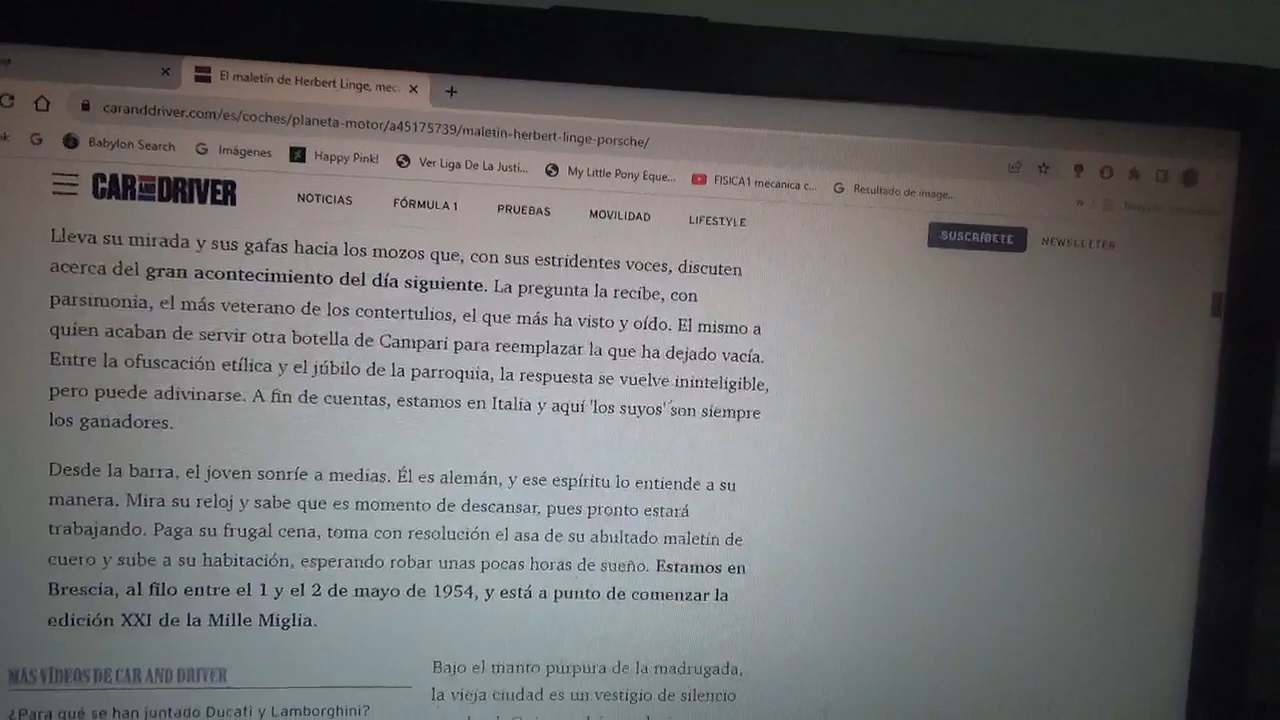 El maletín de Herbert Linge, mec
caranddriver.com/es/coches/planeta-motor/a45175739/maletin-herbert-linge-porsche/
Babylon Search Imágenes Happy Pink! Ver Liga De La Justi... My Little Pony Eque... FISICA1 mecanica c... Resultado de image...
CAR AND DRIVER NOTICIAS FÓRMULA 1 PRUEBAS MOVILIDAD LIFESTYLE SUSCRÍBETE NEWSLETTER
Lleva su mirada y sus gafas hacia los mozos que, con sus estridentes voces, discuten
acerca del gran acontecimiento del día siguiente. La pregunta la recibe, con
parsimonia, el más veterano de los contertulios, el que más ha visto y oído. El mismo a
quien acaban de servir otra botella de Campari para reemplazar la que ha dejado vacía.
Entre la ofuscación etílica y el júbilo de la parroquia, la respuesta se vuelve ininteligible,
pero puede adivinarse. A fin de cuentas, estamos en Italia y aquí 'los suyos' son siempre
los ganadores.
Desde la barra, el joven sonríe a medias. Él es alemán, y ese espíritu lo entiende a su
manera. Mira su reloj y sabe que es momento de descansar, pues pronto estará
trabajando. Paga su frugal cena, toma con resolución el asa de su abultado maletín de
cuero y sube a su habitación, esperando robar unas pocas horas de sueño. Estamos en
Brescia, al filo entre el 1 y el 2 de mayo de 1954, y está a punto de comenzar la
edición XXI de la Mille Miglia.
MÁS VÍDEOS DE CAR AND DRIVER
¿Para qué se han juntado Ducati y Lamborghini?
Bajo el manto púrpura de la madrugada,
la vieja ciudad es un vestigio de silencio